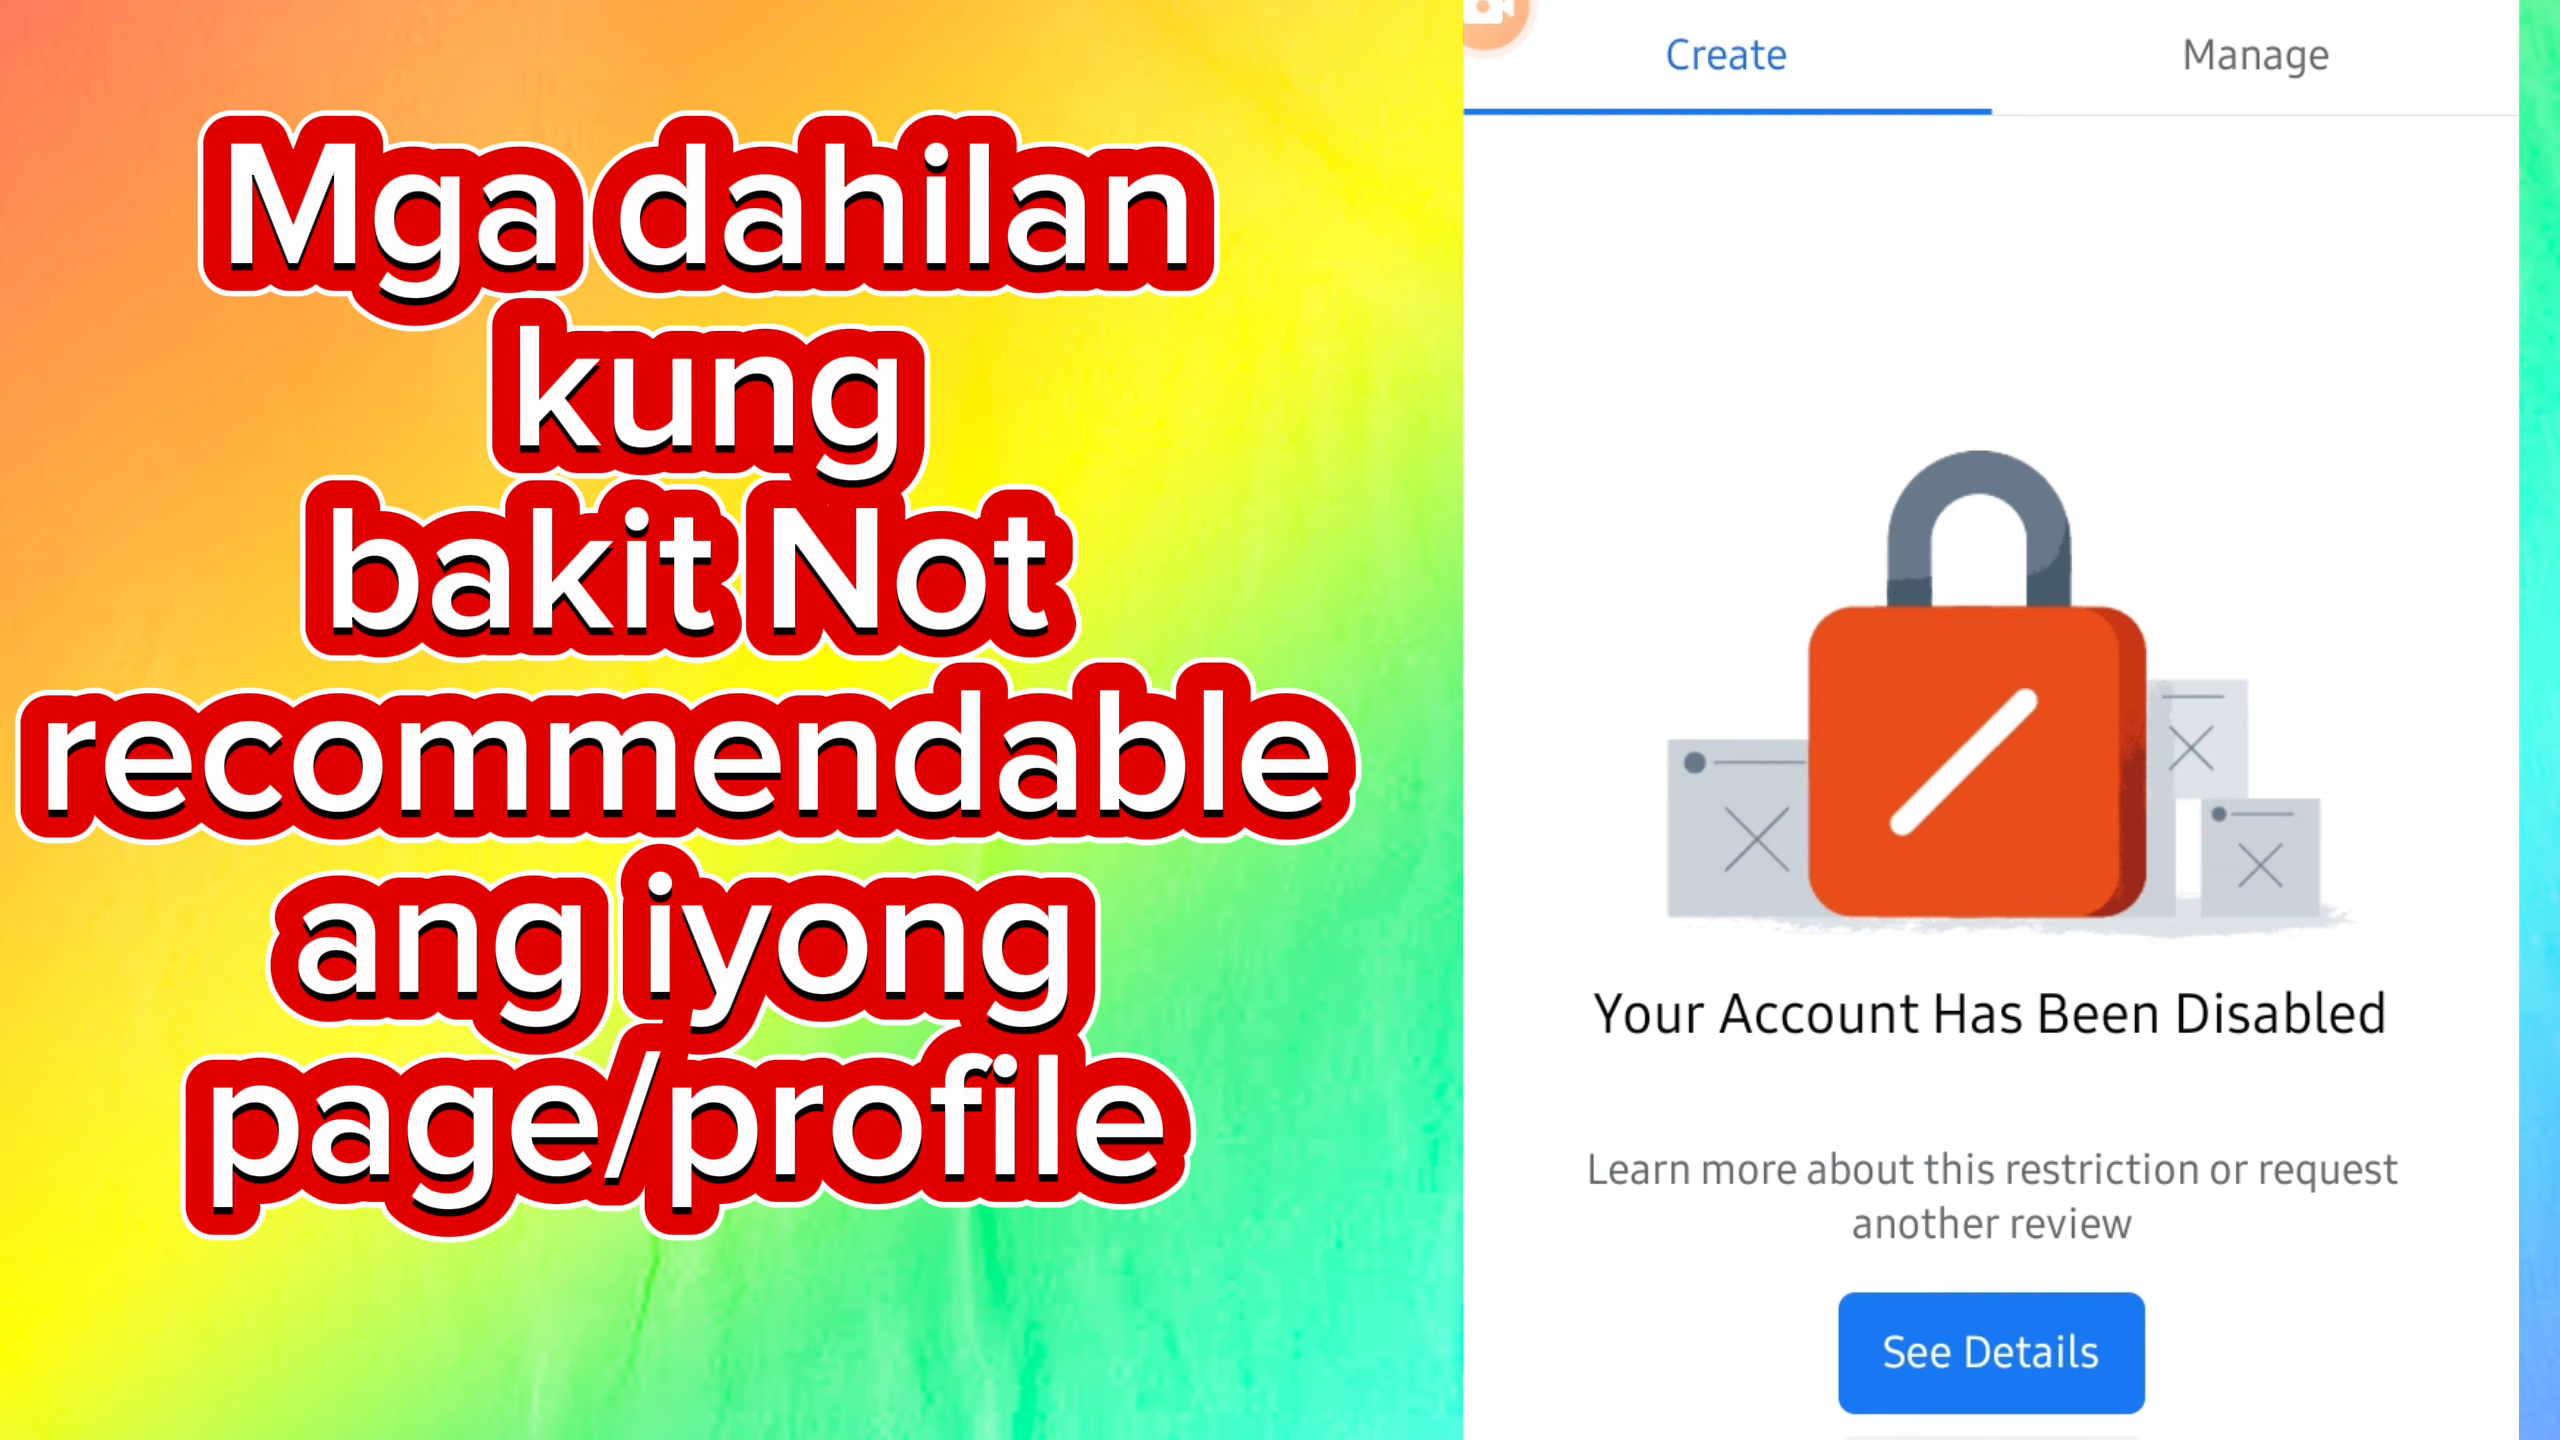 Mga dahilan
kung
bakit Not
recommendable
ang iyong
page/profile
Create
Manage
Your Account Has Been Disabled
Learn more about this restriction or request
another review
See Details